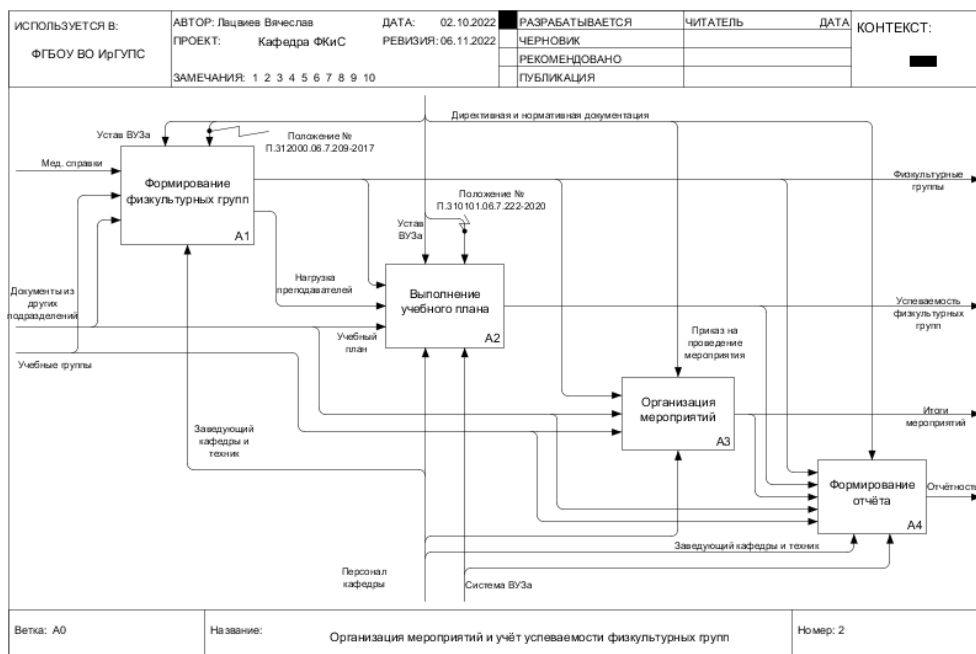 ИСПОЛЬЗУЕТСЯ В:
ФГБОУ ВО ИрГУПС
АВТОР: Лацвиев Вячеслав
ДАТА: 02.10.2022
ПРОЕКТ: Кафедра ФКиС
РЕВИЗИЯ: 06.11.2022
ЗАМЕЧАНИЯ: 1 2 3 4 5 6 7 8 9 10
РАЗРАБАТЫВАЕТСЯ
ЧЕРНОВИК
РЕКОМЕНДОВАНО
ПУБЛИКАЦИЯ
ЧИТАТЕЛЬ
ДАТА
КОНТЕКСТ:
Директивная и нормативная документация
Устав ВУЗа
Положение №
П.312000.06.7.209-2017
Мед. справки
Формирование
физкультурных групп
A1
Физкультурные
группы
Положение №
П.310101.06.7.222-2020
Устав
ВУЗа
Документы из
других
подразделений
Нагрузка
преподавателей
Выполнение
учебного плана
A2
Успеваемость
физкультурных
групп
Учебный
план
Учебные группы
Приказ на
проведение
мероприятия
Организация
мероприятий
A3
Итоги
мероприятий
Заведующий
кафедры и
техник
Формирование
отчёта
A4
Отчётность
Заведующий кафедры и техник
Персонал
кафедры
Система ВУЗа
Ветка: A0
Название:
Организация мероприятий и учёт успеваемости физкультурных групп
Номер: 2